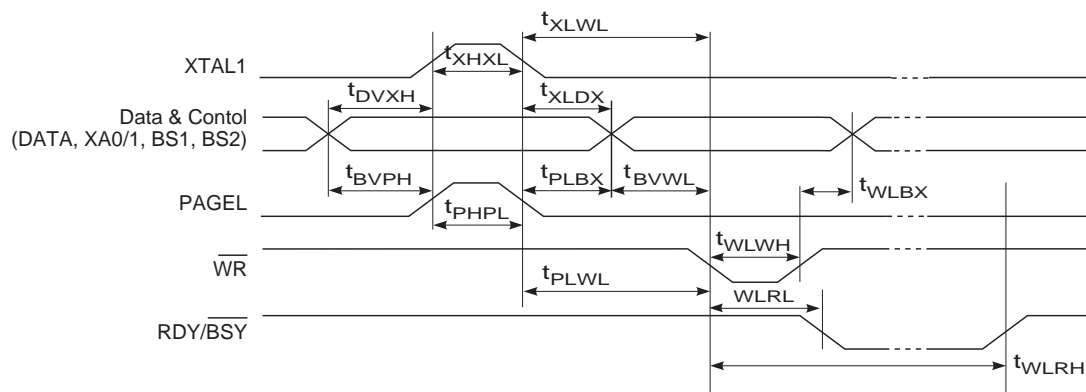 tXLWL
XTAL1
tXHXL
tDVXH
tXLDX
Data & Contol
(DATA, XA0/1, BS1, BS2)
tBVPH
tPLBX
tBVWL
tWLBX
PAGEL
tPHPL
WR
tWLWH
tPLWL
WLRL
RDY/BSY
tWLRH